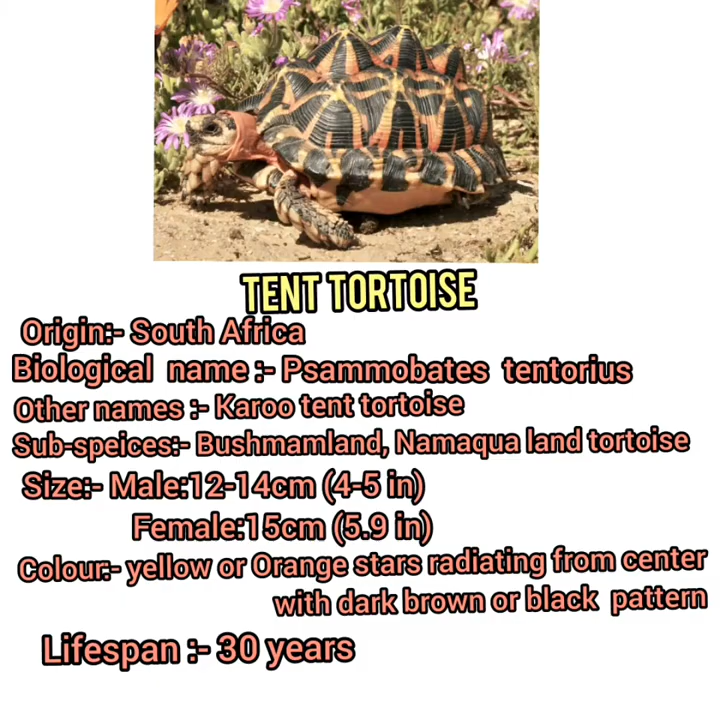 TENT TORTOISE
Origin:- South Africa
Biological name :- Psammobates tentorius
Other names :- Karoo tent tortoise
Sub-speices:- Bushmamland, Namaqua land tortoise
Size:- Male:12-14cm (4-5 in)
Female:15cm (5.9 in)
Colour:- yellow or Orange stars radiating from center
with dark brown or black pattern
Lifespan :- 30 years